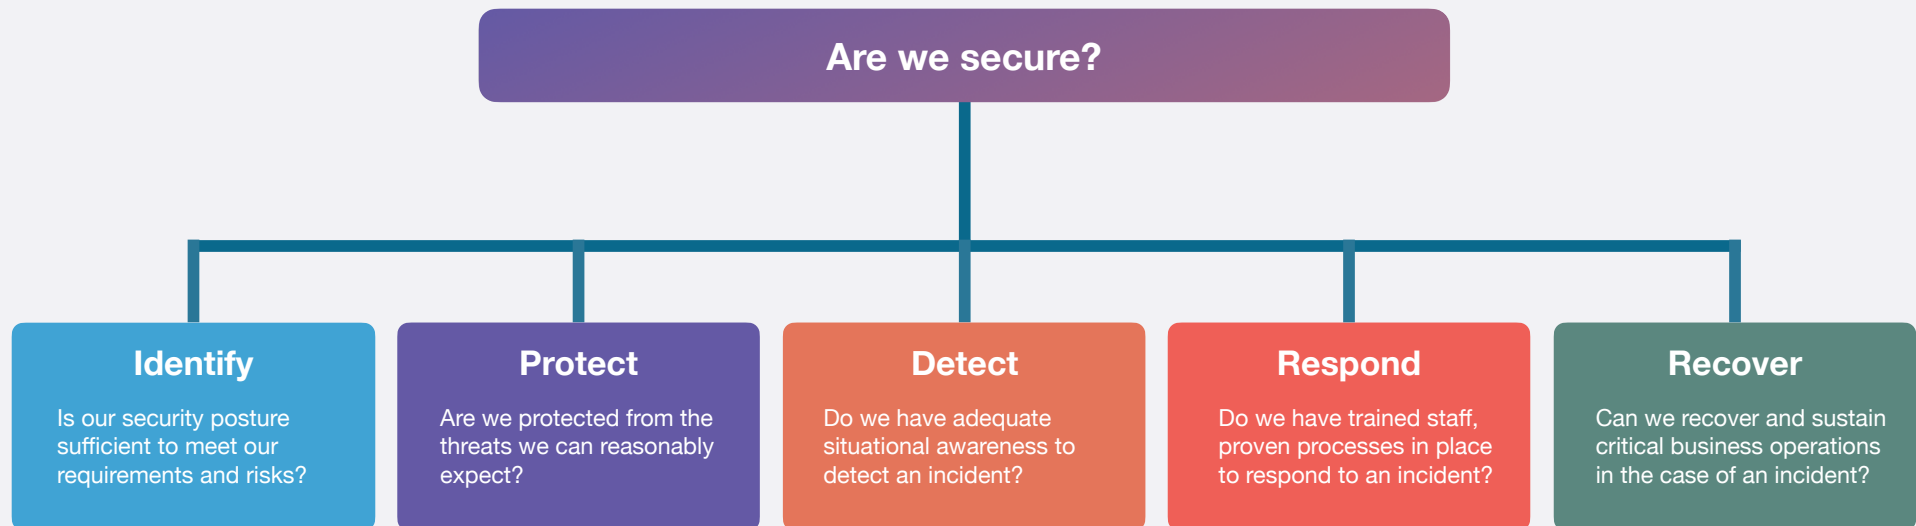 Are we secure?
Identify
Is our security posture
sufficient to meet our
requirements and risks?
Protect
Are we protected from the
threats we can reasonably
expect?
Detect
Do we have adequate
situational awareness to
detect an incident?
Respond
Do we have trained staff,
proven processes in place
to respond to an incident?
Recover
Can we recover and sustain
critical business operations
in the case of an incident?